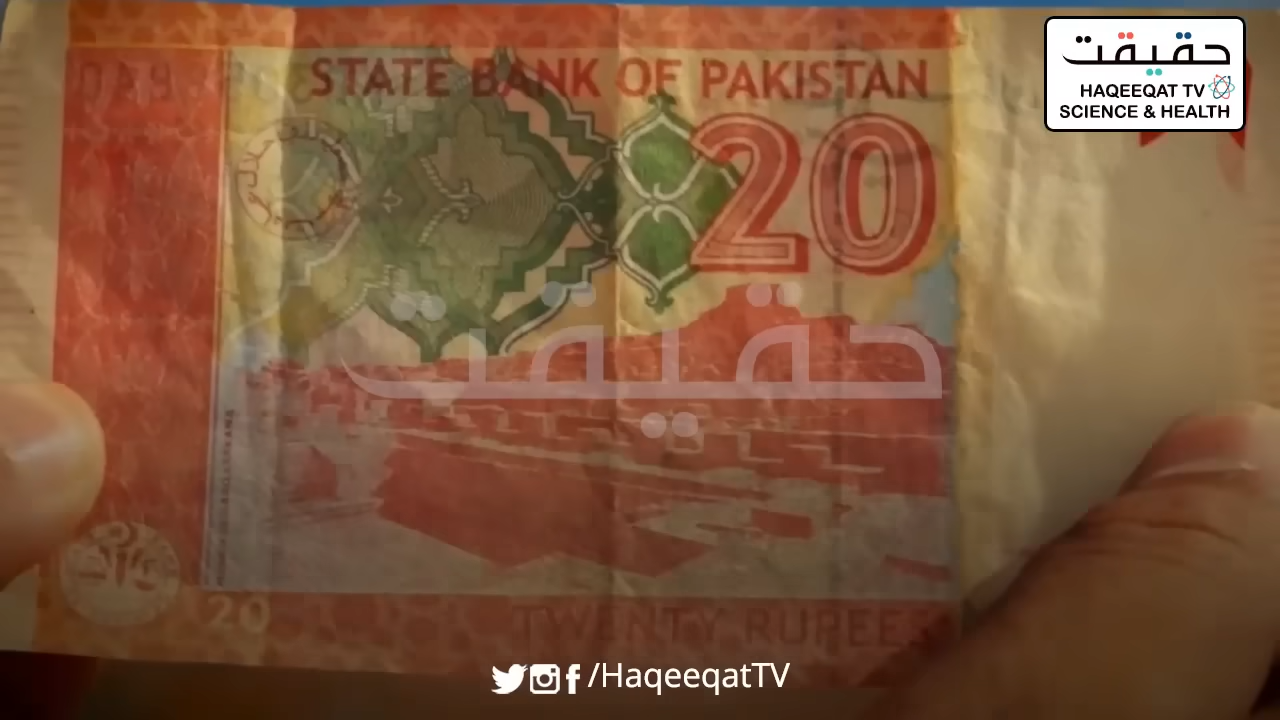 حقیقت
HAQEEQAT TV
SCIENCE & HEALTH
STATE BANK OF PAKISTAN
20
حقیقت
20
TWENTY RUPEES
/HaqeeqatTV